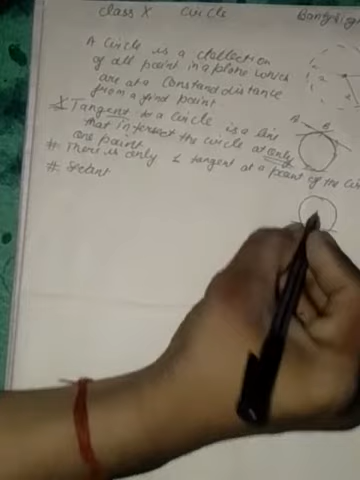 Class X Circle
A Circle is a Collection
of all point in a plane which
are at a Constand distance
from a fixed point
Tangent to a circle is a line
that intersect the circle at only
one point
# There is only 1 tangent at a point of the
# Secant